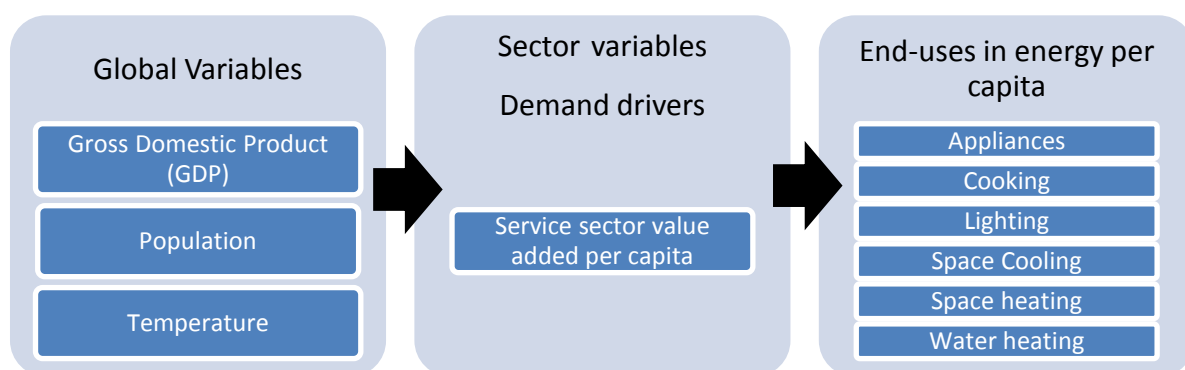 Global Variables
Gross Domestic Product
(GDP)
Population
Temperature
Sector variables
Demand drivers
Service sector value
added per capita
End-uses in energy per
capita
Appliances
Cooking
Lighting
Space Cooling
Space heating
Water heating